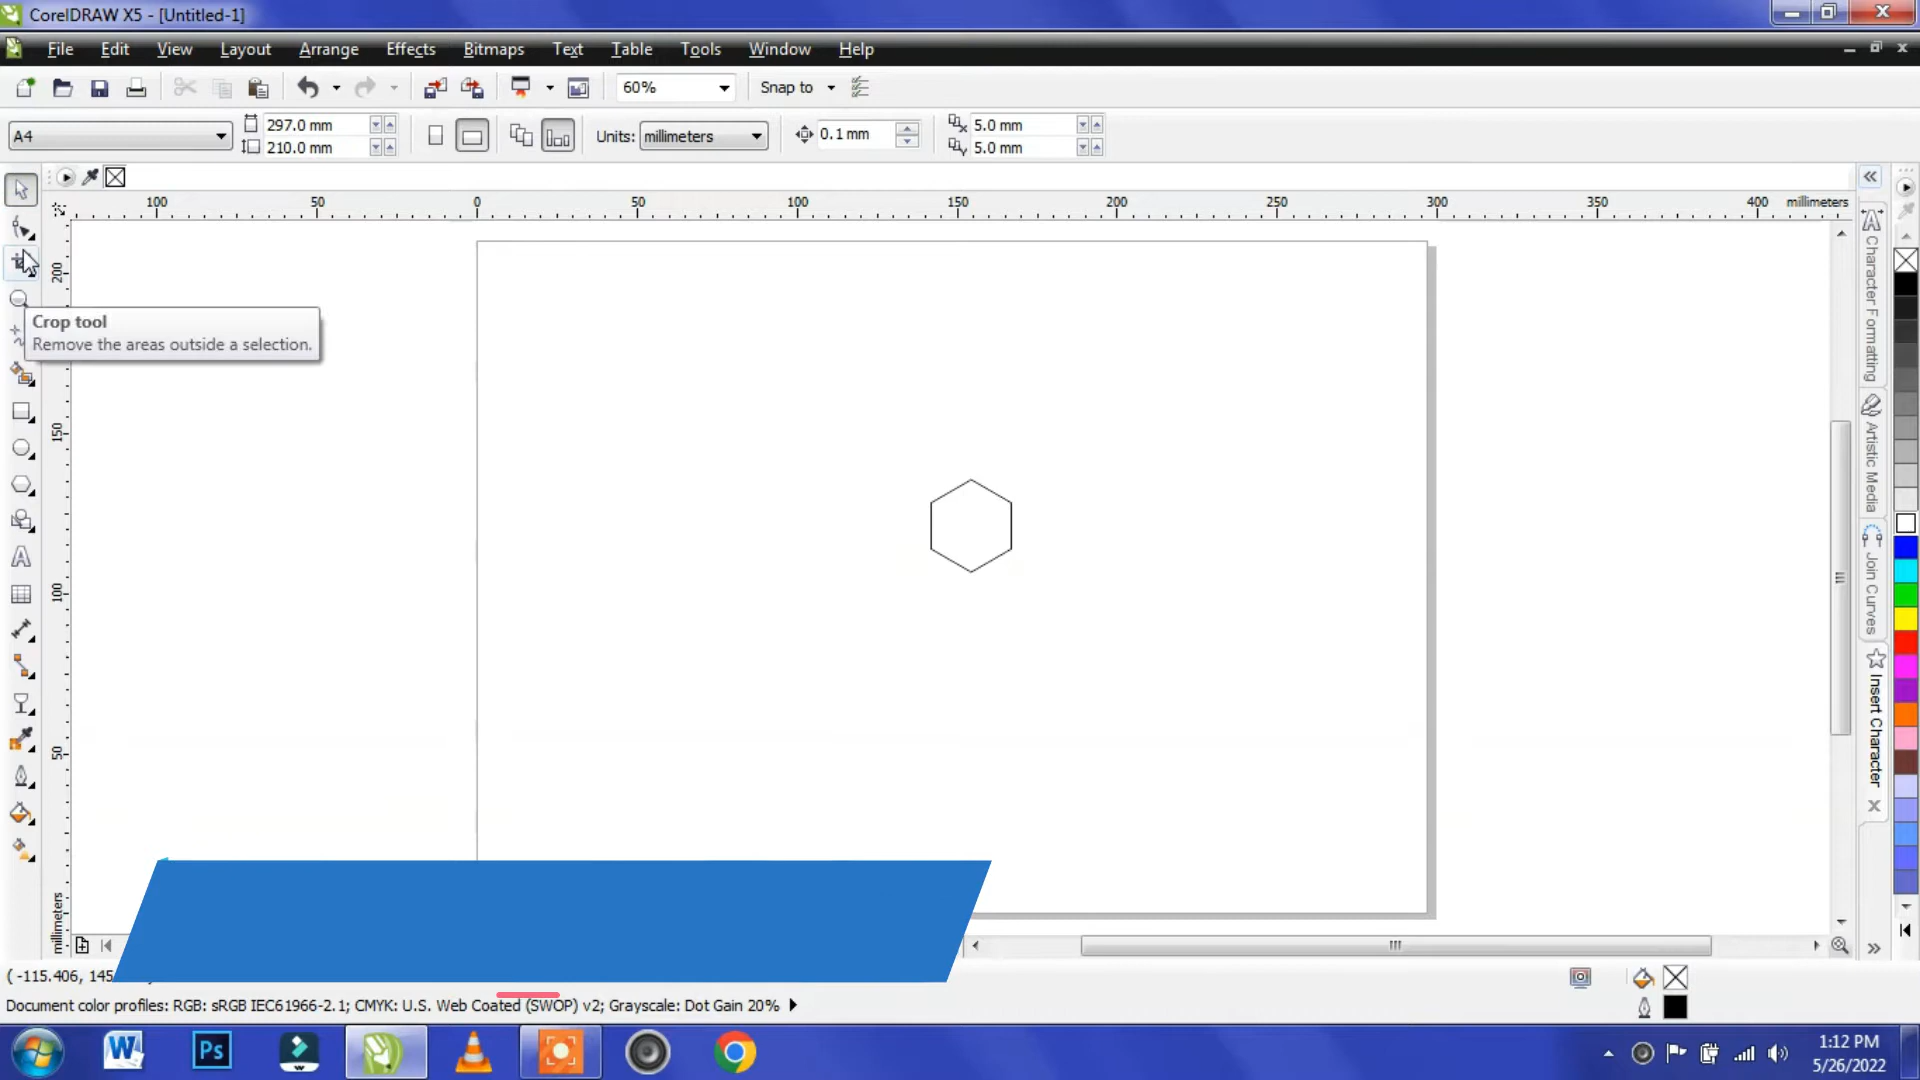 CorelDRAW X5 - [Untitled-1]
File Edit View Layout Arrange Effects Bitmaps Text Table Tools Window Help
60% Snap to
A4 297.0 mm 210.0 mm Units: millimeters 0.1 mm 5.0 mm 5.0 mm
100 50 0 50 100 150 200 250 300 350 400 millimeters
200
150
100
50
millimeters
Crop tool
Remove the areas outside a selection.
Character Formatting
Artistic Media
Join Curves
Insert Character
( -115.406, 145
Document color profiles: RGB: sRGB IEC61966-2.1; CMYK: U.S. Web Coated (SWOP) v2; Grayscale: Dot Gain 20%
W Ps
1:12 PM
5/26/2022